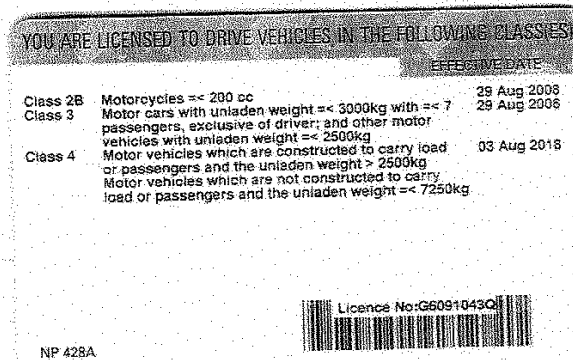 YOU ARE LICENSED TO DRIVE VEHICLES IN THE FOLLOWING CLASS(ES)
EFFECTIVE DATE
Class 2B Motorcycles =< 200 cc 29 Aug 2008
Class 3 Motor cars with unladen weight =< 3000kg with =< 7 29 Aug 2008
passengers, exclusive of driver; and other motor
vehicles with unladen weight =< 2500kg
Class 4 Motor vehicles which are constructed to carry load 03 Aug 2018
or passengers and the unladen weight > 2500kg
Motor vehicles which are not constructed to carry
load or passengers and the unladen weight =< 7250kg
Licence No:G6091043Q
NP 428A